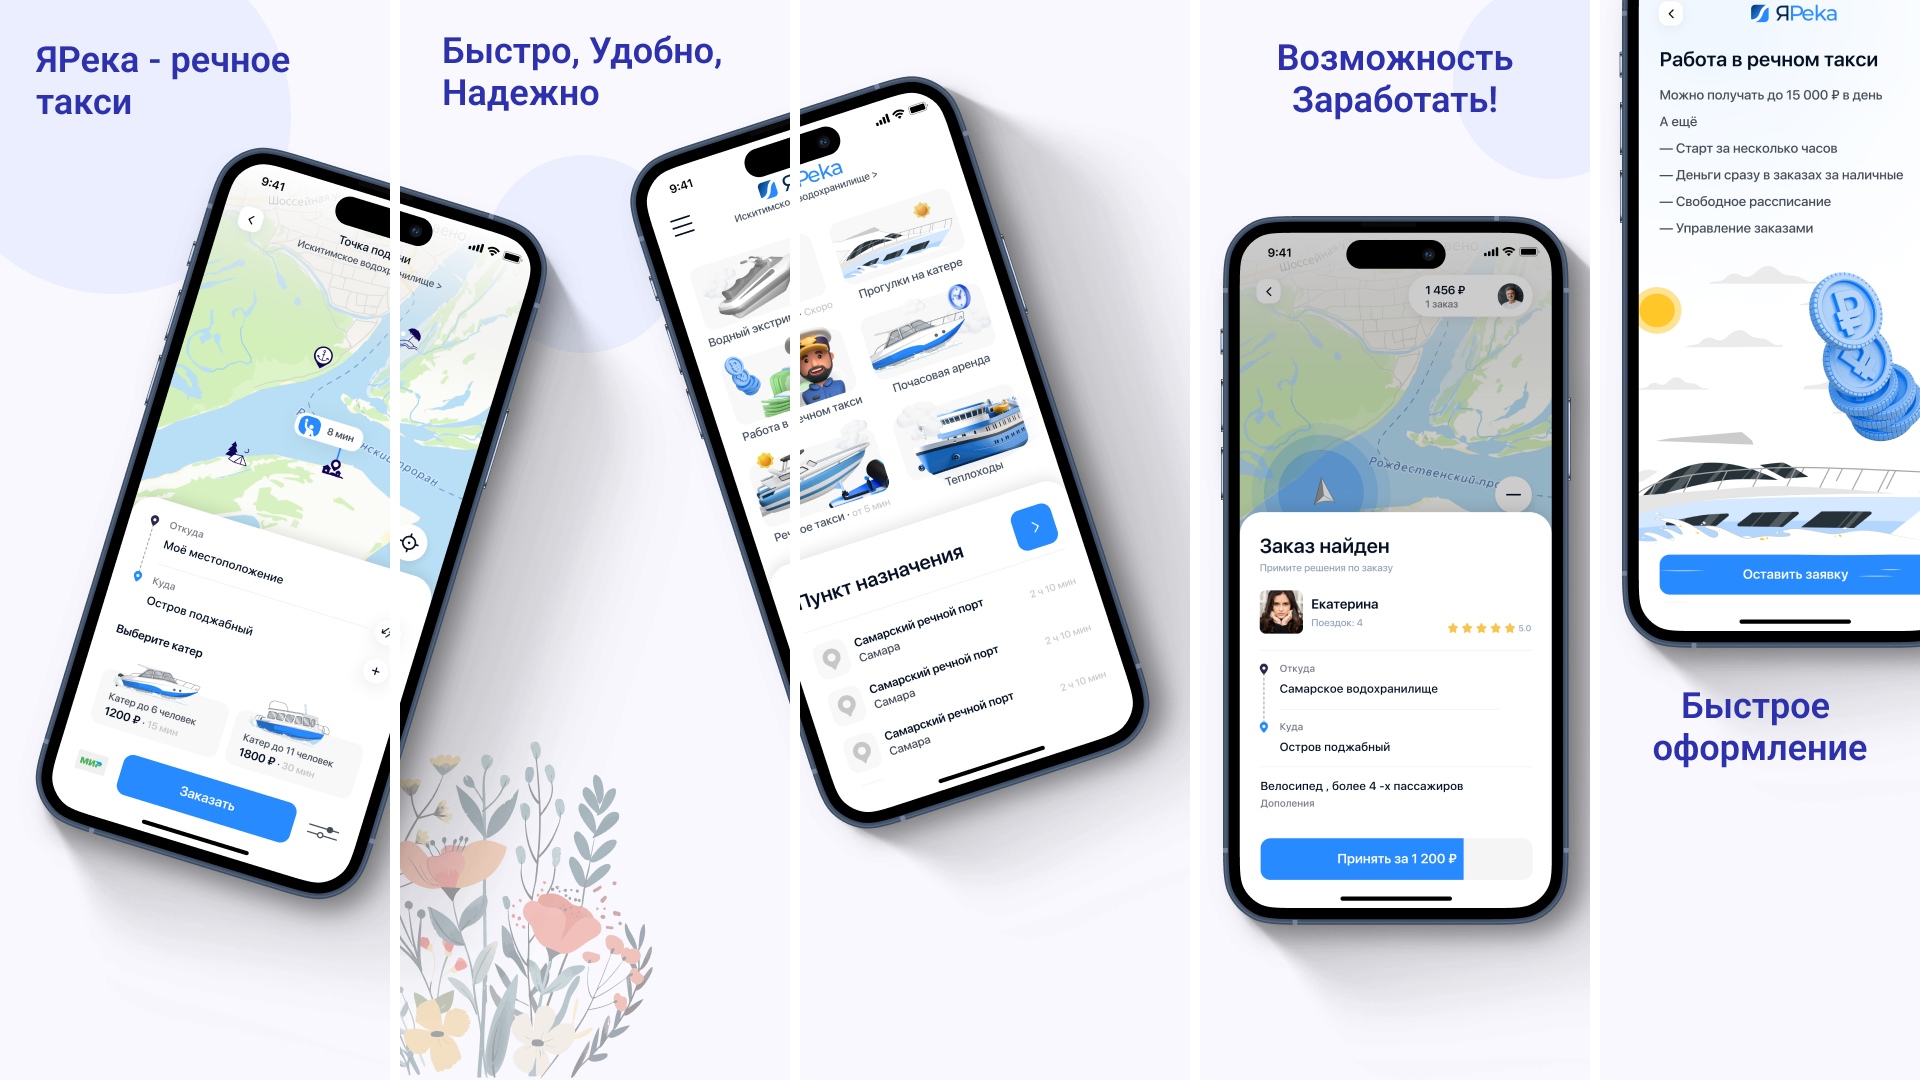 ЯРека - речное
такси
9:41
Шоссейная
Точка подачи
Искитимское водохранилище >
8 мин
Откуда
Моё местоположение
Куда
Остров поджабный
Выберите катер
Катер до 6 человек
1200 ₽ · 15 мин
Катер до 11 человек
1800 ₽ · 30 мин
МИР
Заказать
Быстро, Удобно,
Надежно
9:41
ЯРека
Искитимское водохранилище >
Водный экстрим · Скоро
Прогулки на катере
Работа в речном такси
Почасовая аренда
Речное такси · от 5 мин
Теплоходы
Пункт назначения
Самарский речной порт
Самара
2 ч 10 мин
Самарский речной порт
Самара
2 ч 10 мин
Самарский речной порт
Самара
2 ч 10 мин
Возможность
Заработать!
9:41
1 456 ₽
1 заказ
Рождественский
Заказ найден
Примите решения по заказу
Екатерина
Поездок: 4
5.0
Откуда
Самарское водохранилище
Куда
Остров поджабный
Велосипед , более 4 -х пассажиров
Дополения
Принять за 1 200 ₽
ЯРека
Работа в речном такси
Можно получать до 15 000 ₽ в день
А ещё
— Старт за несколько часов
— Деньги сразу в заказах за наличные
— Свободное рассписание
— Управление заказами
Оставить заявку
Быстрое
оформление